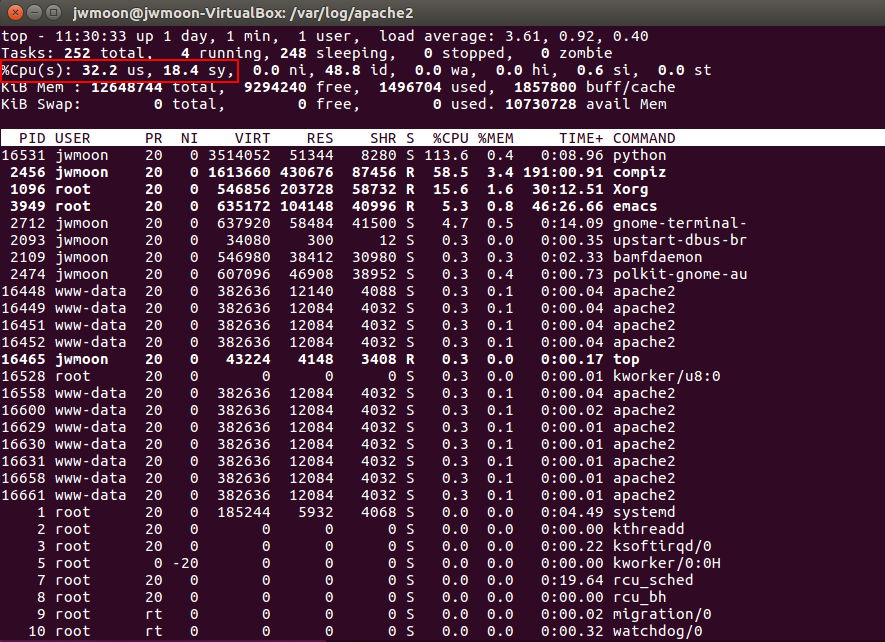 jwmoon@jwmoon-VirtualBox: /var/log/apache2
top - 11:30:33 up 1 day, 1 min, 1 user, load average: 3.61, 0.92, 0.40
Tasks: 252 total, 4 running, 248 sleeping, 0 stopped, 0 zombie
%Cpu(s): 32.2 us, 18.4 sy, 0.0 ni, 48.8 id, 0.0 wa, 0.0 hi, 0.6 si, 0.0 st
KiB Mem : 12648744 total, 9294240 free, 1496704 used, 1857800 buff/cache
KiB Swap: 0 total, 0 free, 0 used. 10730728 avail Mem
PID USER PR NI VIRT RES SHR S %CPU %MEM TIME+ COMMAND
16531 jwmoon 20 0 3514052 51344 8280 S 113.6 0.4 0:08.96 python
2456 jwmoon 20 0 1613660 430676 87456 R 58.5 3.4 191:00.91 compiz
1096 root 20 0 546856 203728 58732 R 15.6 1.6 30:12.51 Xorg
3949 root 20 0 635172 104148 40996 R 5.3 0.8 46:26.66 emacs
2712 jwmoon 20 0 637920 58484 41500 S 4.7 0.5 0:14.09 gnome-terminal-
2093 jwmoon 20 0 34080 300 12 S 0.3 0.0 0:00.35 upstart-dbus-br
2109 jwmoon 20 0 546980 38412 30980 S 0.3 0.3 0:02.33 bamfdaemon
2474 jwmoon 20 0 607096 46908 38952 S 0.3 0.4 0:00.73 polkit-gnome-au
16448 www-data 20 0 382636 12140 4088 S 0.3 0.1 0:00.04 apache2
16449 www-data 20 0 382636 12084 4032 S 0.3 0.1 0:00.04 apache2
16451 www-data 20 0 382636 12084 4032 S 0.3 0.1 0:00.04 apache2
16452 www-data 20 0 382636 12084 4032 S 0.3 0.1 0:00.04 apache2
16465 jwmoon 20 0 43224 4148 3408 R 0.3 0.0 0:00.17 top
16528 root 20 0 0 0 0 S 0.3 0.0 0:00.01 kworker/u8:0
16558 www-data 20 0 382636 12084 4032 S 0.3 0.1 0:00.04 apache2
16600 www-data 20 0 382636 12084 4032 S 0.3 0.1 0:00.02 apache2
16629 www-data 20 0 382636 12084 4032 S 0.3 0.1 0:00.01 apache2
16630 www-data 20 0 382636 12084 4032 S 0.3 0.1 0:00.01 apache2
16631 www-data 20 0 382636 12084 4032 S 0.3 0.1 0:00.01 apache2
16658 www-data 20 0 382636 12084 4032 S 0.3 0.1 0:00.01 apache2
16661 www-data 20 0 382636 12084 4032 S 0.3 0.1 0:00.01 apache2
1 root 20 0 185244 5932 4068 S 0.0 0.0 0:04.49 systemd
2 root 20 0 0 0 0 S 0.0 0.0 0:00.00 kthreadd
3 root 20 0 0 0 0 S 0.0 0.0 0:00.22 ksoftirqd/0
5 root 0 -20 0 0 0 S 0.0 0.0 0:00.00 kworker/0:0H
7 root 20 0 0 0 0 S 0.0 0.0 0:19.64 rcu_sched
8 root 20 0 0 0 0 S 0.0 0.0 0:00.00 rcu_bh
9 root rt 0 0 0 0 S 0.0 0.0 0:00.02 migration/0
10 root rt 0 0 0 0 S 0.0 0.0 0:00.32 watchdog/0